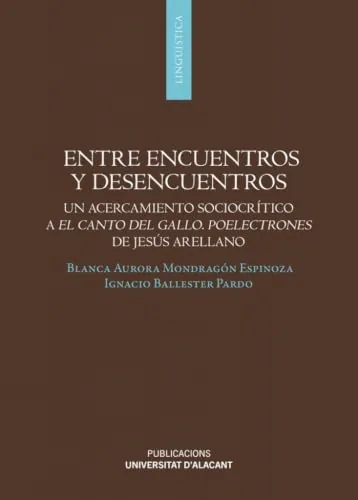 LINGÜÍSTICA
ENTRE ENCUENTROS
Y DESENCUENTROS
UN ACERCAMIENTO SOCIOCRÍTICO
A EL CANTO DEL GALLO. POELECTRONES
DE JESÚS ARELLANO
BLANCA AURORA MONDRAGÓN ESPINOZA
IGNACIO BALLESTER PARDO
PUBLICACIONS
UNIVERSITAT D'ALACANT